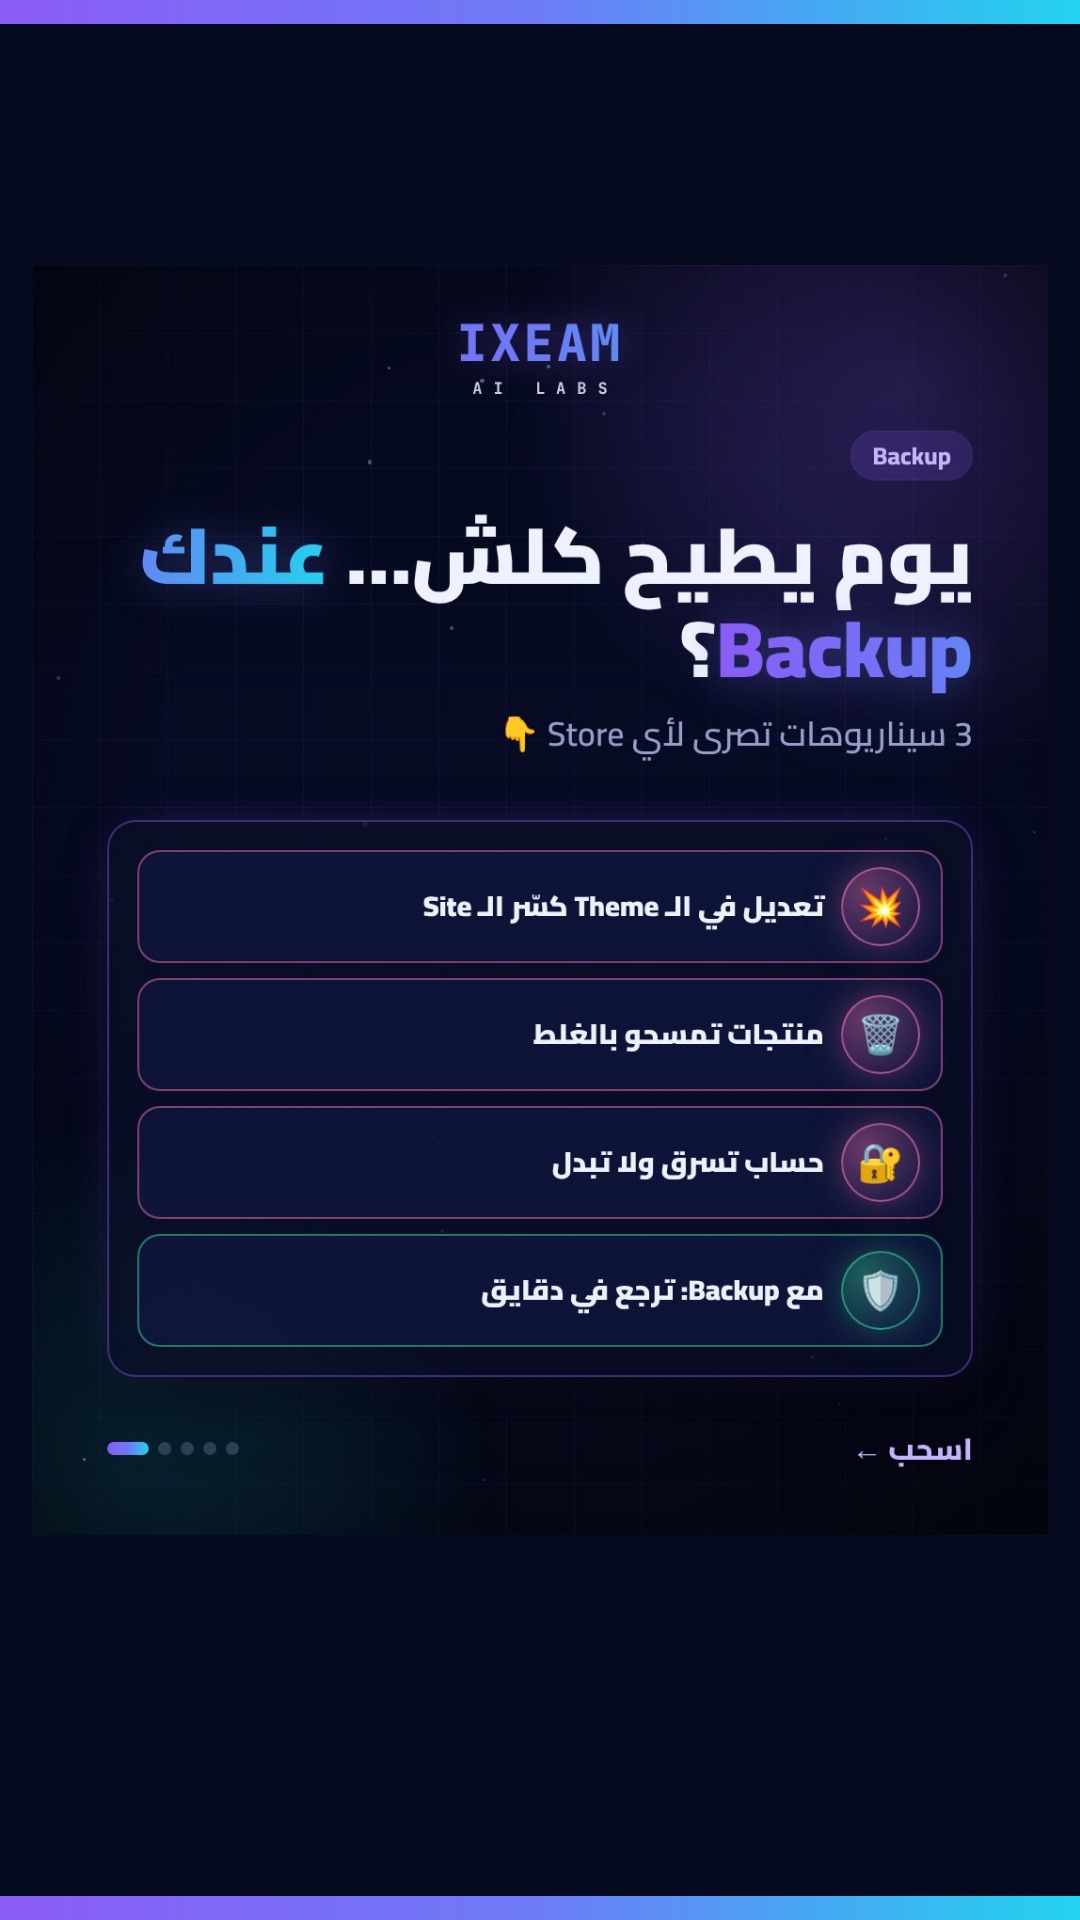 IXEAM
AI LABS
Backup
يوم يطيح كلش... عندك
Backup؟
3 سيناريوهات تصرى لأي Store 👇
تعديل في الـ Theme كسّر الـ Site
منتجات تمسحو بالغلط
حساب تسرق ولا تبدل
مع Backup: ترجع في دقايق
اسحب ←